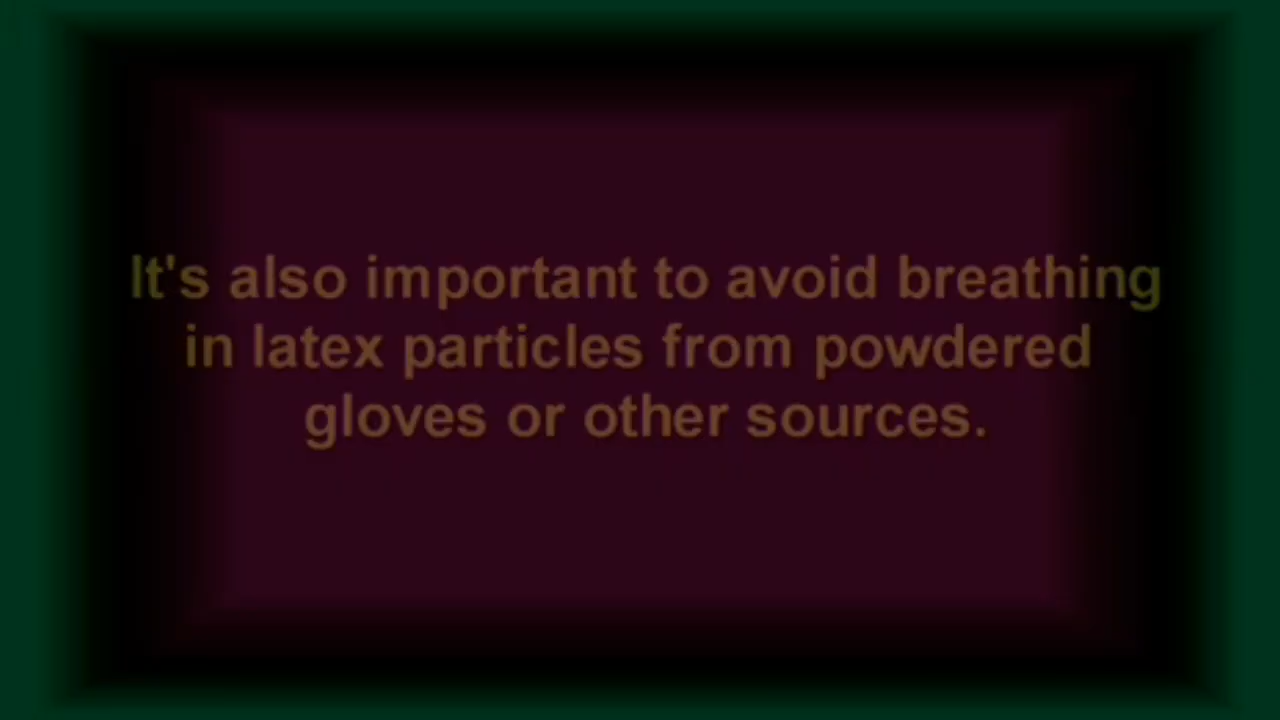 It's also important to avoid breathing
in latex particles from powdered
gloves or other sources.